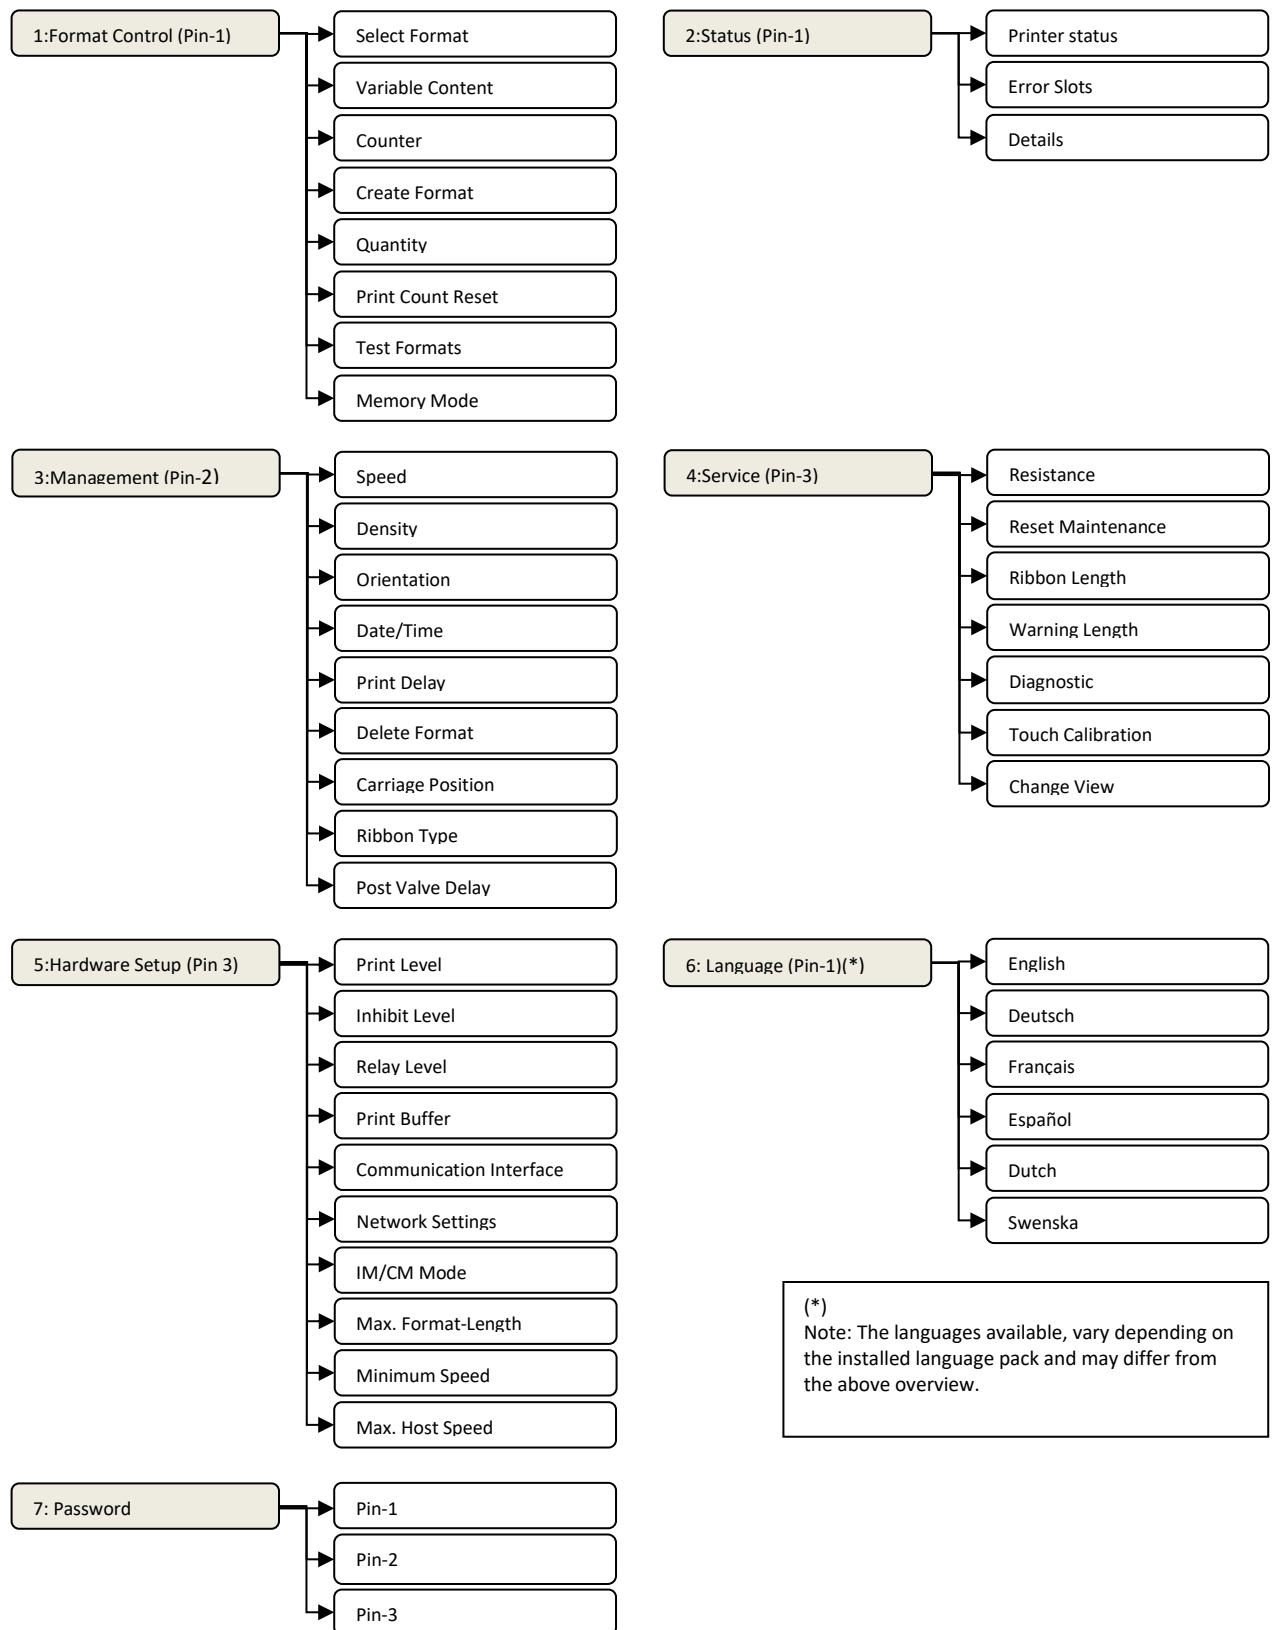 1:Format Control (Pin-1)
Select Format
Variable Content
Counter
Create Format
Quantity
Print Count Reset
Test Formats
Memory Mode
2:Status (Pin-1)
Printer status
Error Slots
Details
3:Management (Pin-2)
Speed
Density
Orientation
Date/Time
Print Delay
Delete Format
Carriage Position
Ribbon Type
Post Valve Delay
4:Service (Pin-3)
Resistance
Reset Maintenance
Ribbon Length
Warning Length
Diagnostic
Touch Calibration
Change View
5:Hardware Setup (Pin 3)
Print Level
Inhibit Level
Relay Level
Print Buffer
Communication Interface
Network Settings
IM/CM Mode
Max. Format-Length
Minimum Speed
Max. Host Speed
6: Language (Pin-1)(*)
English
Deutsch
Français
Español
Dutch
Swenska
(*)
Note: The languages available, vary depending on
the installed language pack and may differ from
the above overview.
7: Password
Pin-1
Pin-2
Pin-3